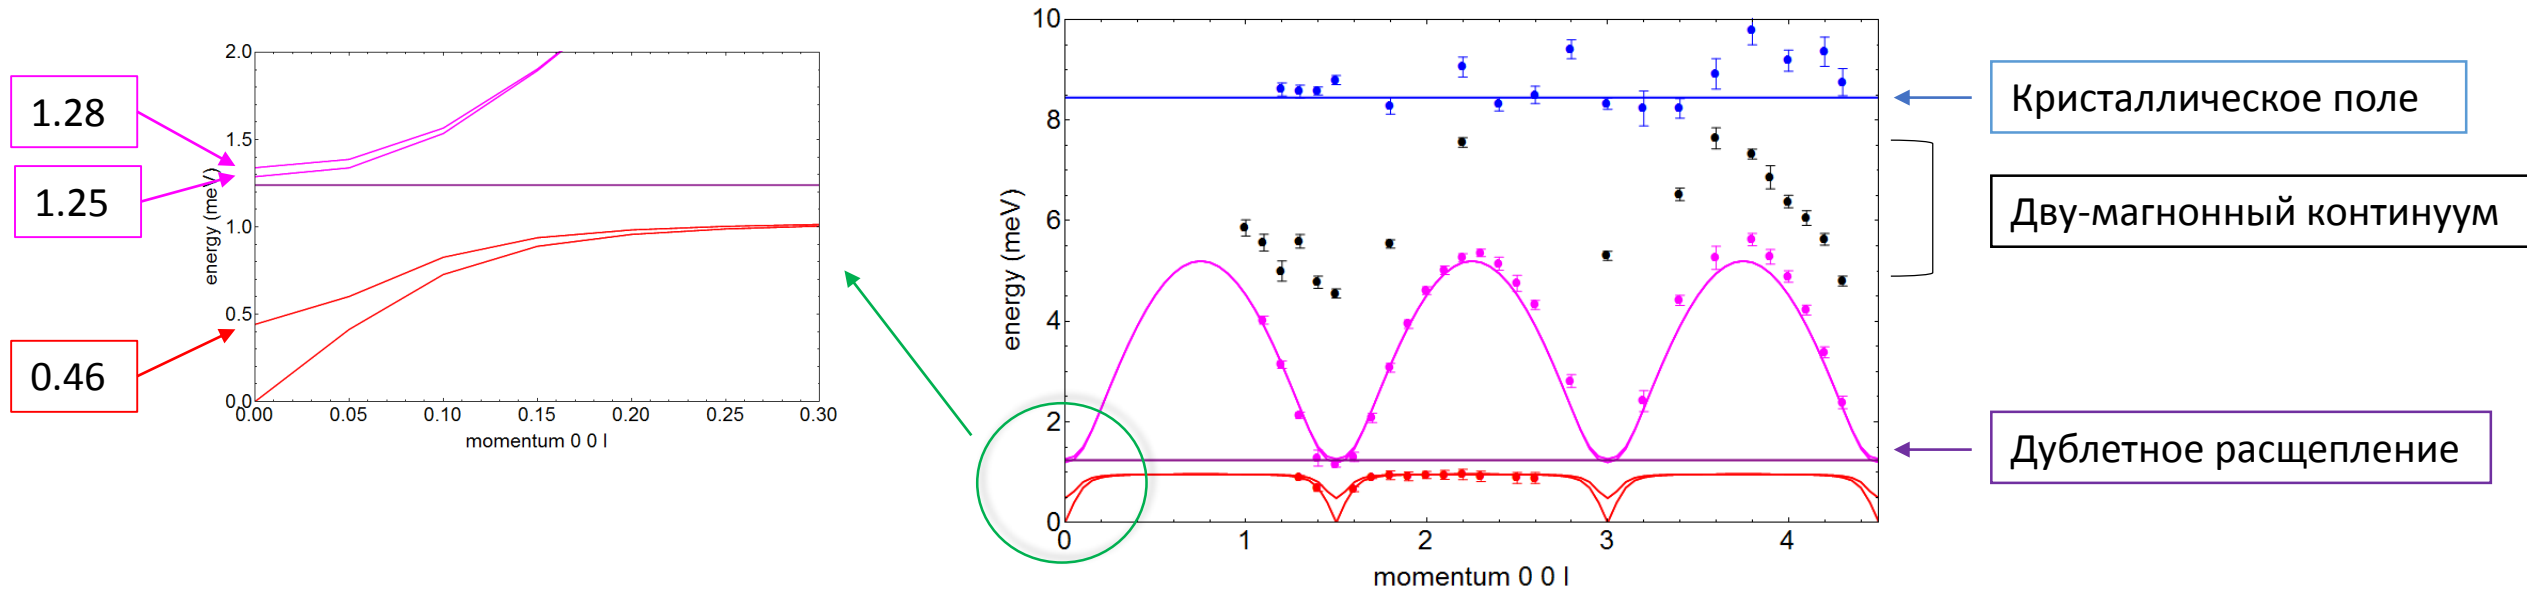 1.28
1.25
0.46
2.0
1.5
1.0
0.5
0.0
energy (meV)
0.00 0.05 0.10 0.15 0.20 0.25 0.30
momentum 0 0 l
10
8
6
4
2
0
energy (meV)
0 1 2 3 4
momentum 0 0 l
Кристаллическое поле
Дву-магнонный континуум
Дублетное расщепление